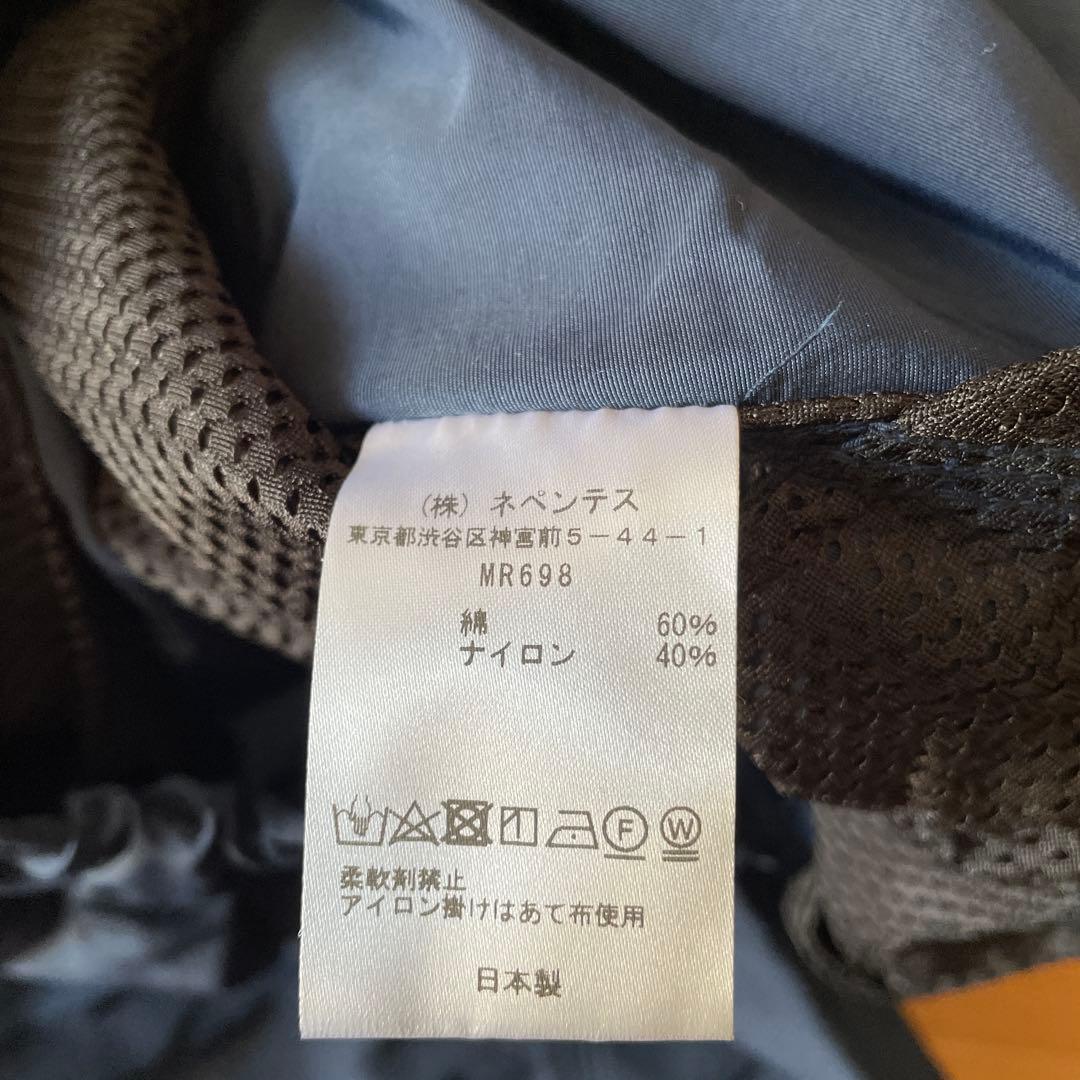 (株) ネペンテス
東京都渋谷区神宮前5-44-1
MR698
綿 60%
ナイロン 40%
F W
柔軟剤禁止
アイロン掛けはあて布使用
日本製